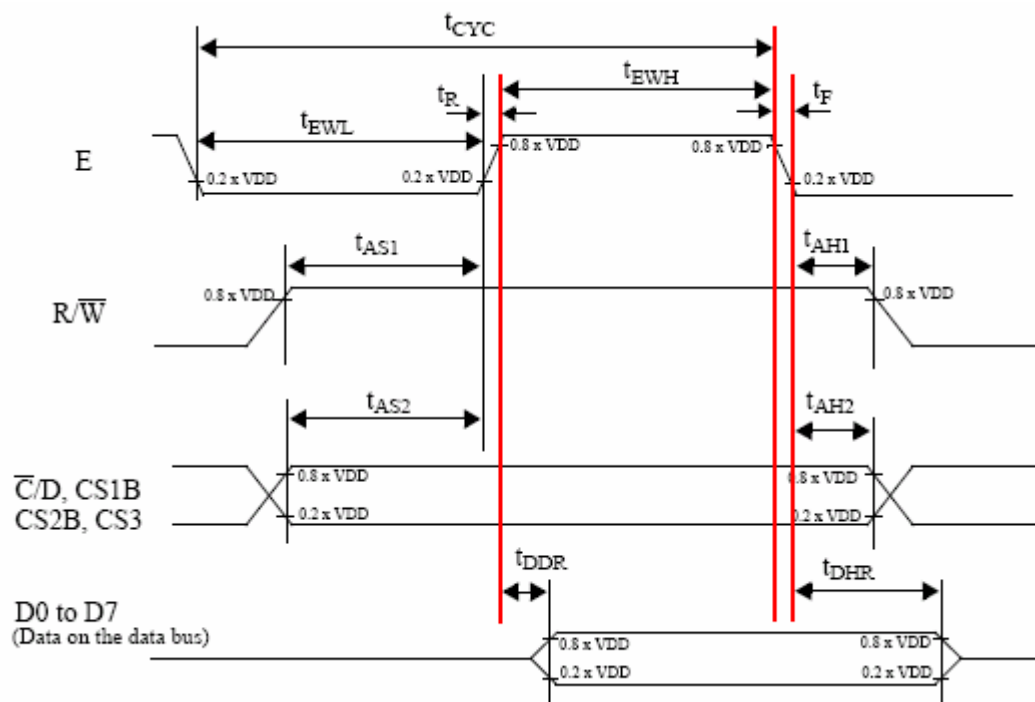 tCYC
tEWH
tR
tF
tEWL
E
0.8 x VDD
0.8 x VDD
0.2 x VDD
0.2 x VDD
0.2 x VDD
tAS1
tAH1
R/W̅
0.8 x VDD
0.8 x VDD
tAS2
tAH2
C̅/D, CS1B
CS2B, CS3
0.8 x VDD
0.8 x VDD
0.2 x VDD
0.2 x VDD
tDDR
tDHR
D0 to D7
(Data on the data bus)
0.8 x VDD
0.8 x VDD
0.2 x VDD
0.2 x VDD